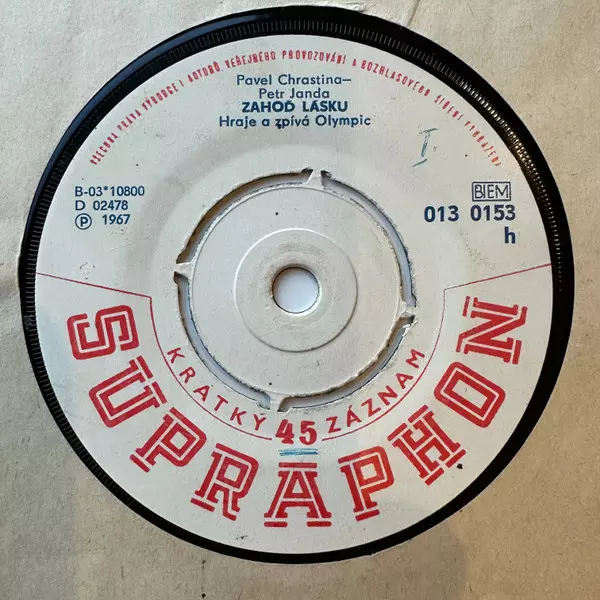 VŠECHNA PRÁVA VÝROBCE I AUTORŮ, VEŘEJNÉHO PROVOZOVÁNÍ A ROZHLASOVÉHO ŠÍŘENÍ VYHRAZENA
Pavel Chrastina—
Petr Janda
ZAHOĎ LÁSKU
Hraje a zpívá Olympic
I.
B-03*10800
D 02478
Ⓟ 1967
BIEM
013 0153
h
KRÁTKÝ 45 ZÁZNAM
SUPRAPHON